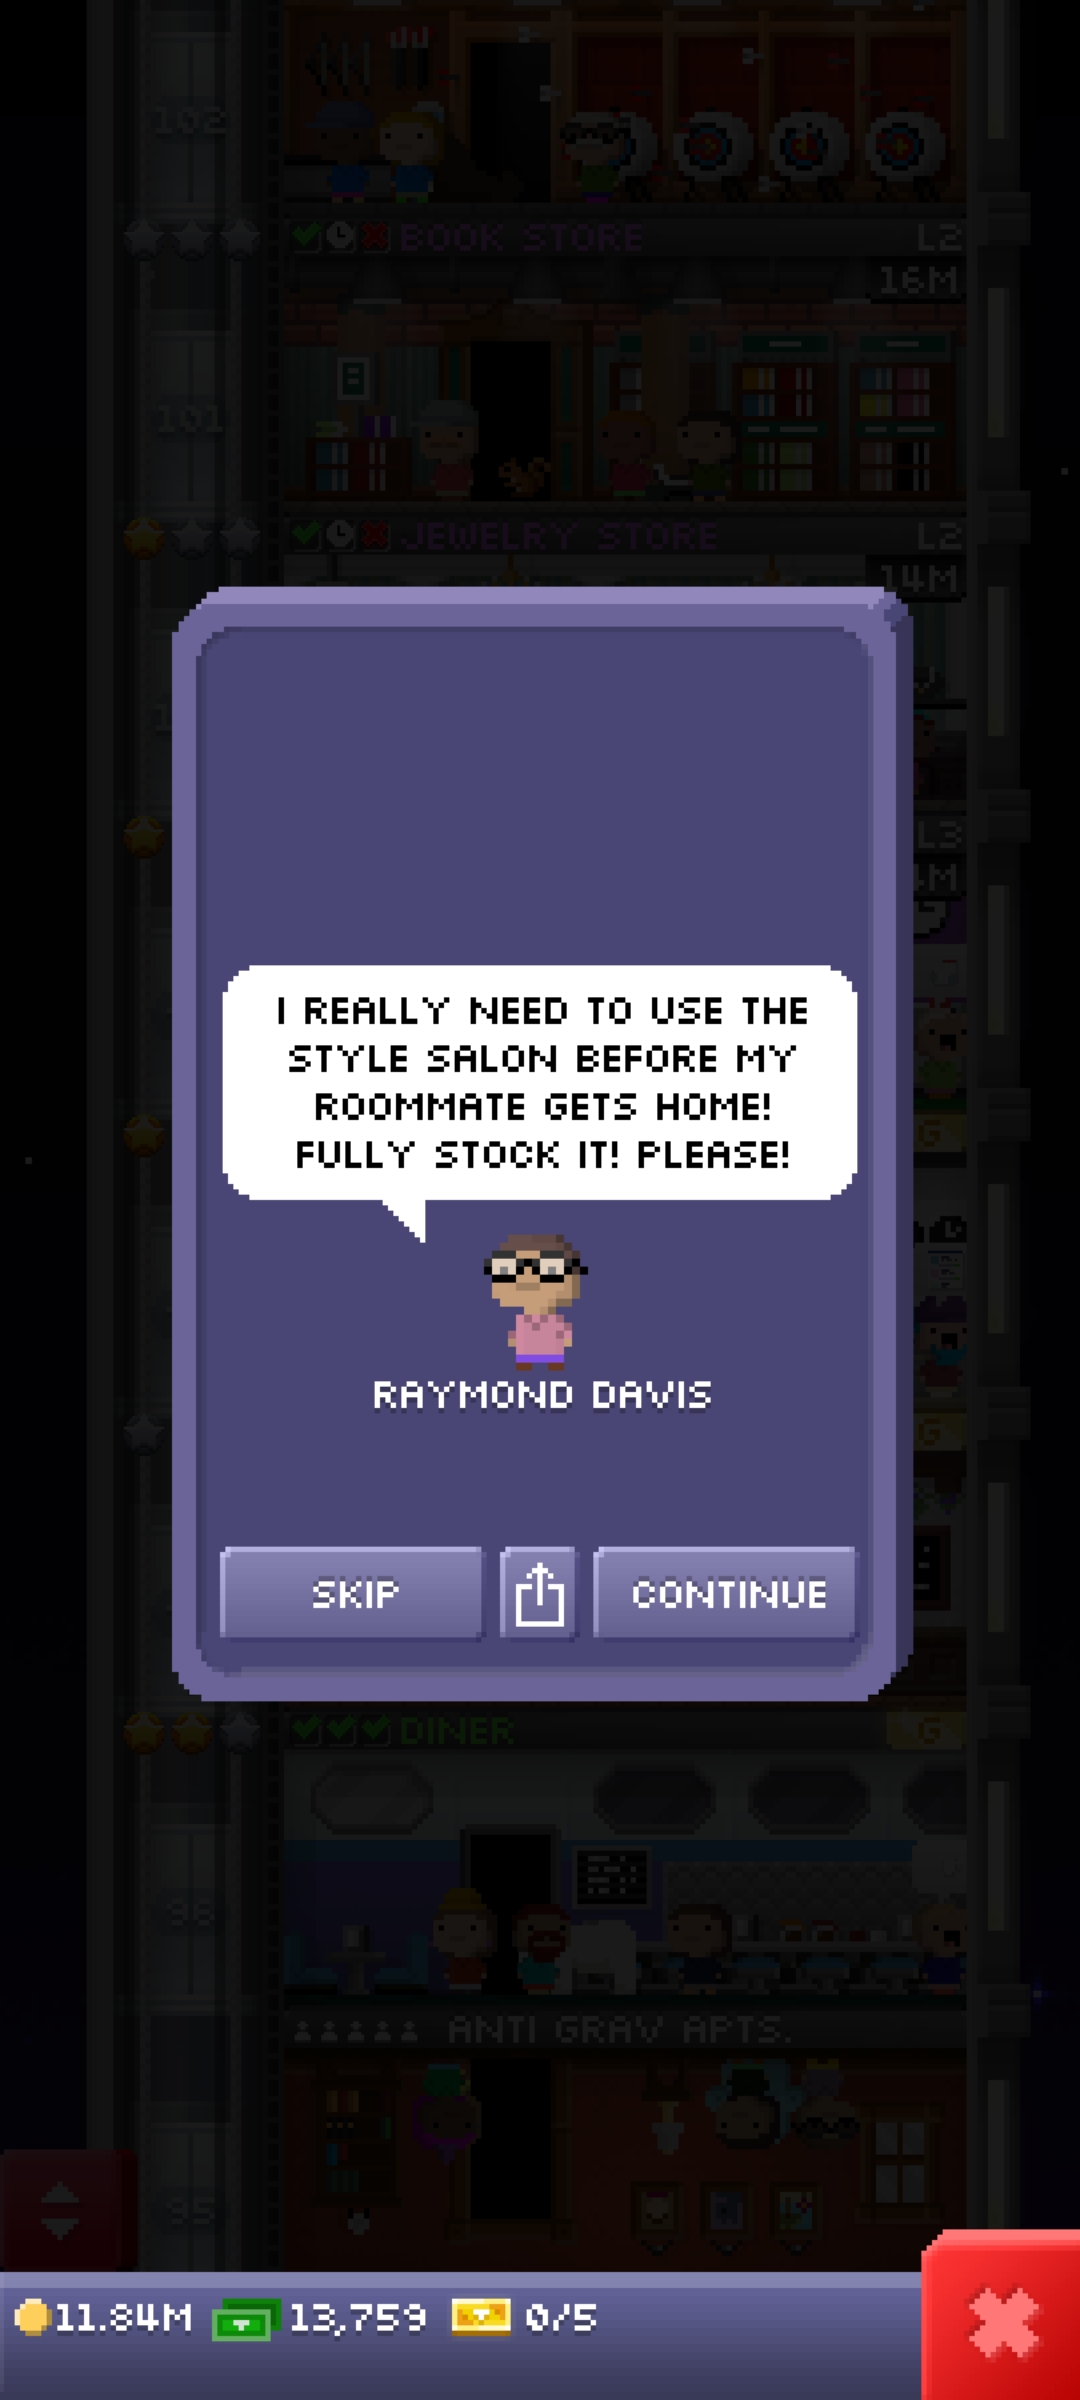 102
BOOK STORE
L2
16M
101
JEWELRY STORE
L2
14M
L3
I REALLY NEED TO USE THE
STYLE SALON BEFORE MY
ROOMMATE GETS HOME!
FULLY STOCK IT! PLEASE!
G
RAYMOND DAVIS
G
SKIP
CONTINUE
DINER
G
96
ANTI GRAV APTS.
95
11.84M
13,759
0/5